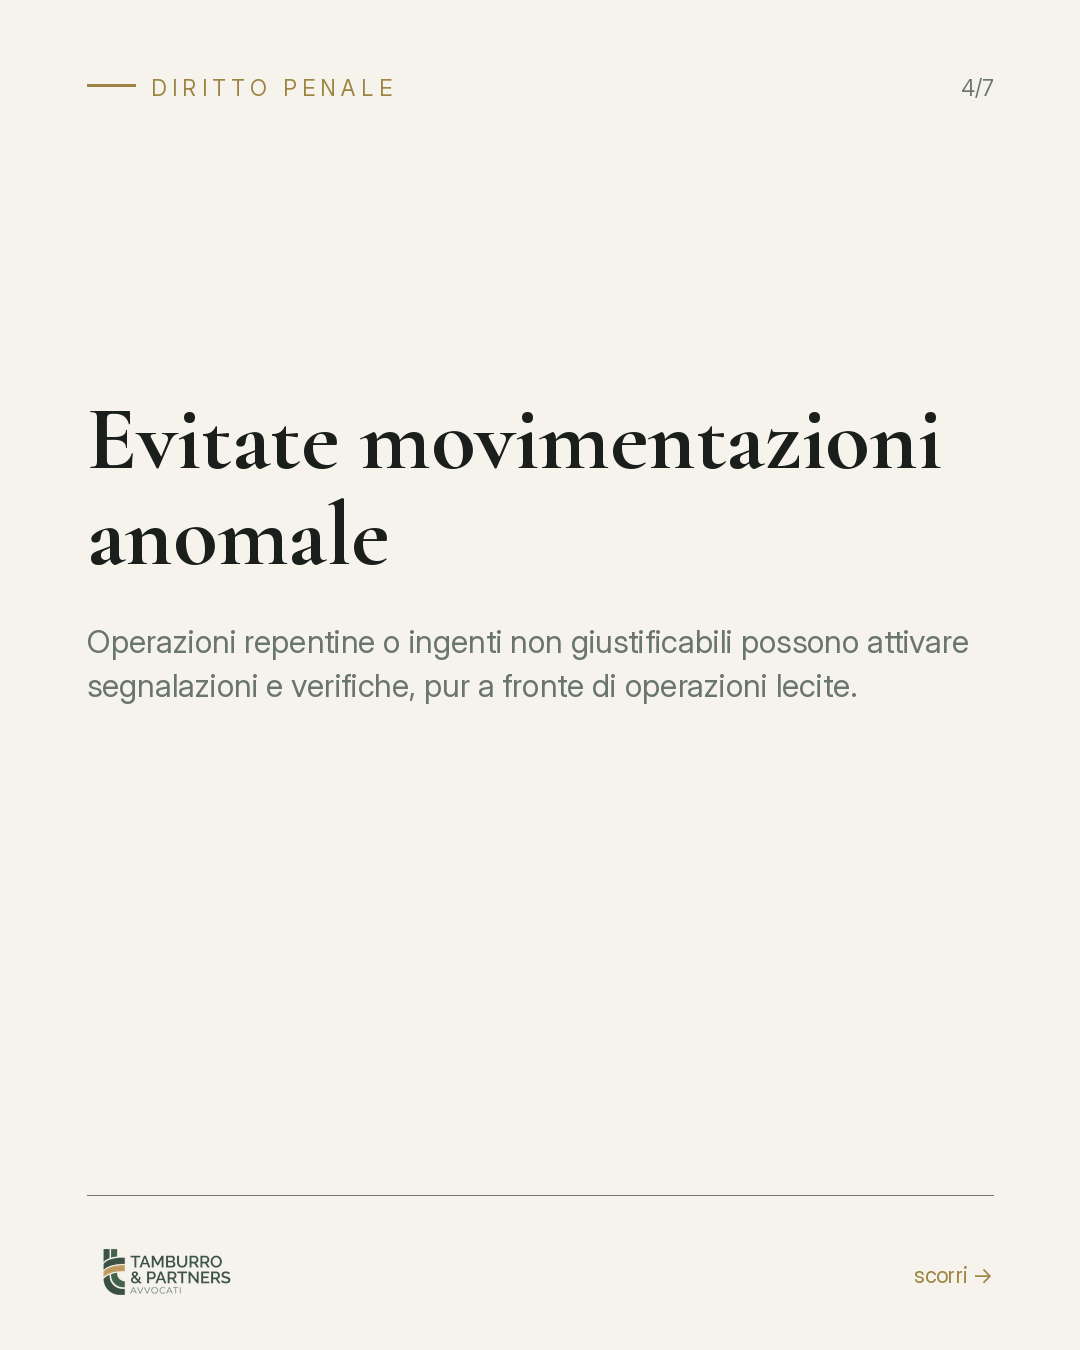 DIRITTO PENALE
4/7
Evitate movimentazioni
anomale
Operazioni repentine o ingenti non giustificabili possono attivare
segnalazioni e verifiche, pur a fronte di operazioni lecite.
TAMBURRO
& PARTNERS
AVVOCATI
scorri →